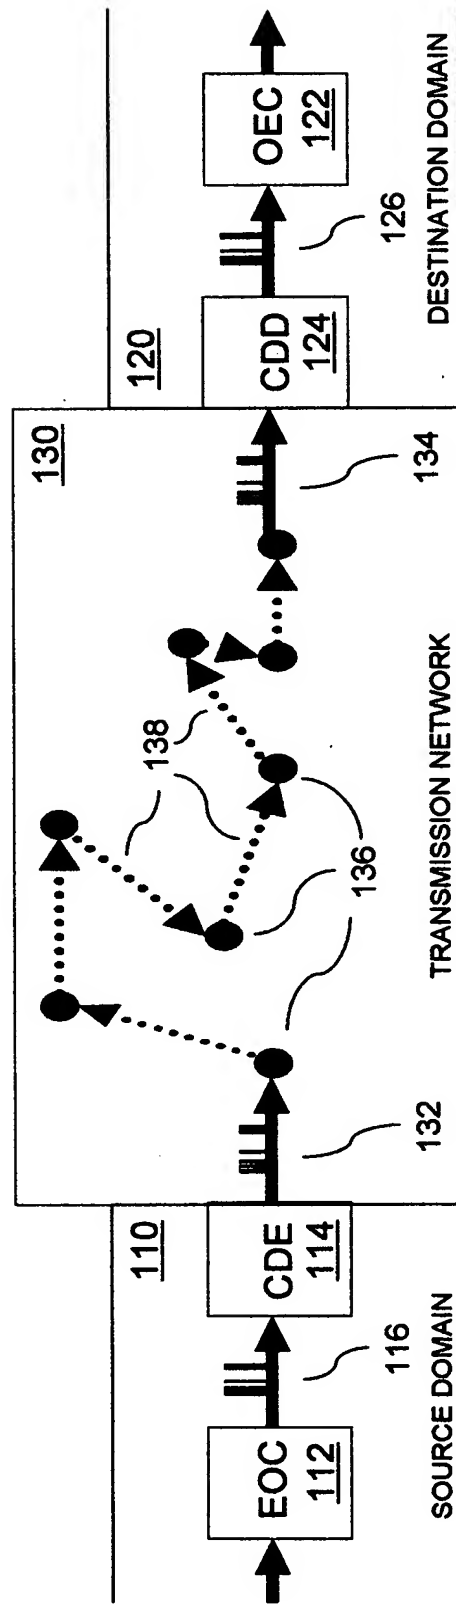 110
EOC
112
116
CDE
114
SOURCE DOMAIN
130
132
136
138
134
TRANSMISSION NETWORK
120
CDD
124
126
OEC
122
DESTINATION DOMAIN